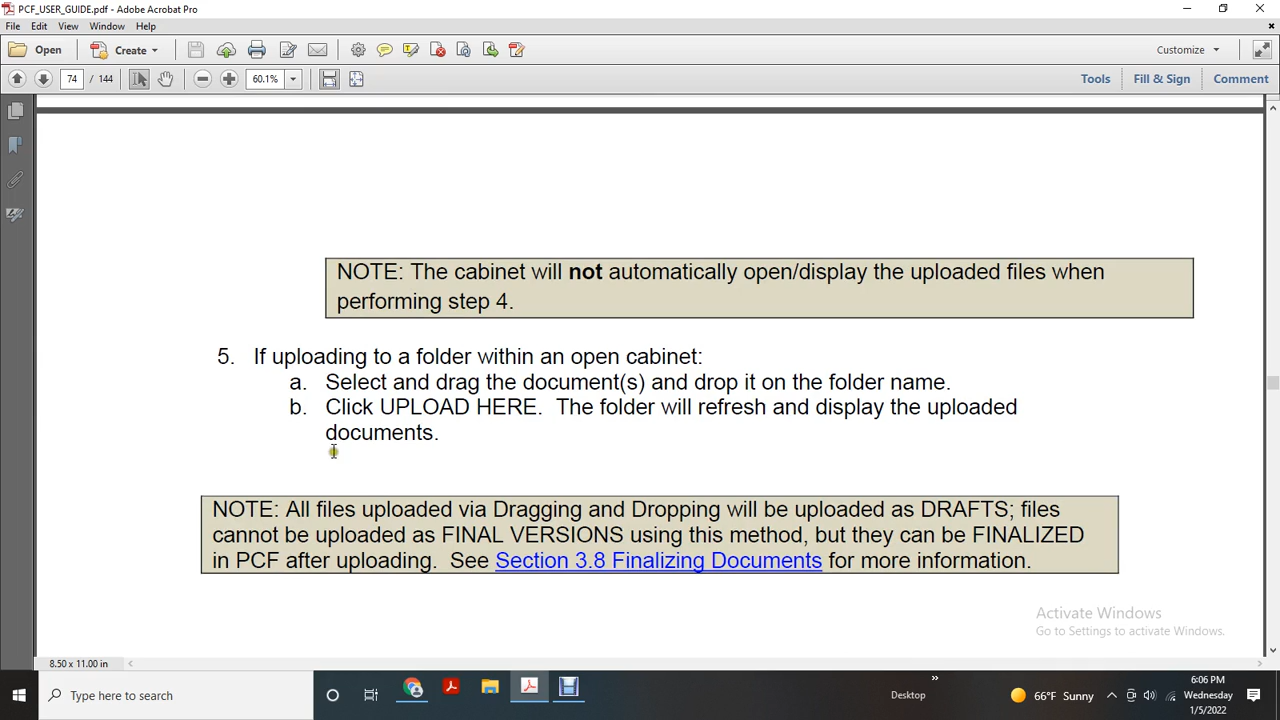 PCF_USER_GUIDE.pdf - Adobe Acrobat Pro
File Edit View Window Help
Open Create Customize
74 / 144 60.1% Tools Fill & Sign Comment
NOTE: The cabinet will not automatically open/display the uploaded files when
performing step 4.
5. If uploading to a folder within an open cabinet:
a. Select and drag the document(s) and drop it on the folder name.
b. Click UPLOAD HERE. The folder will refresh and display the uploaded
documents.
NOTE: All files uploaded via Dragging and Dropping will be uploaded as DRAFTS; files
cannot be uploaded as FINAL VERSIONS using this method, but they can be FINALIZED
in PCF after uploading. See Section 3.8 Finalizing Documents for more information.
Activate Windows
Go to Settings to activate Windows.
8.50 x 11.00 in
Type here to search Desktop 66°F Sunny
6:06 PM
Wednesday
1/5/2022